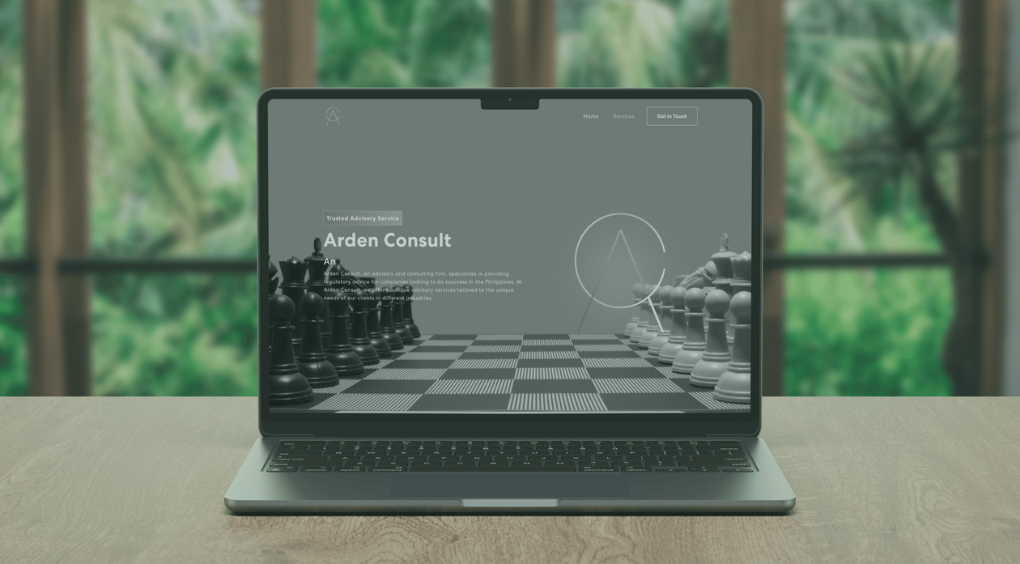 Home Services Get In Touch
Trusted Advisory Service
Arden Consult
An
Arden Consult, an advisory and consulting firm, specializes in providing
regulatory advice for companies looking to do business in the Philippines. At
Arden Consult, we offer boutique advisory services tailored to the unique
needs of our clients in different industries.